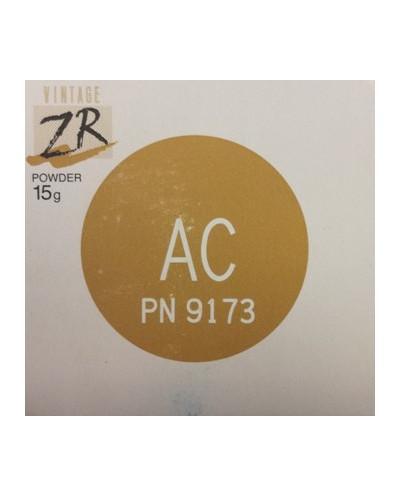 VINTAGE
ZR
POWDER
15g
AC
PN 9173